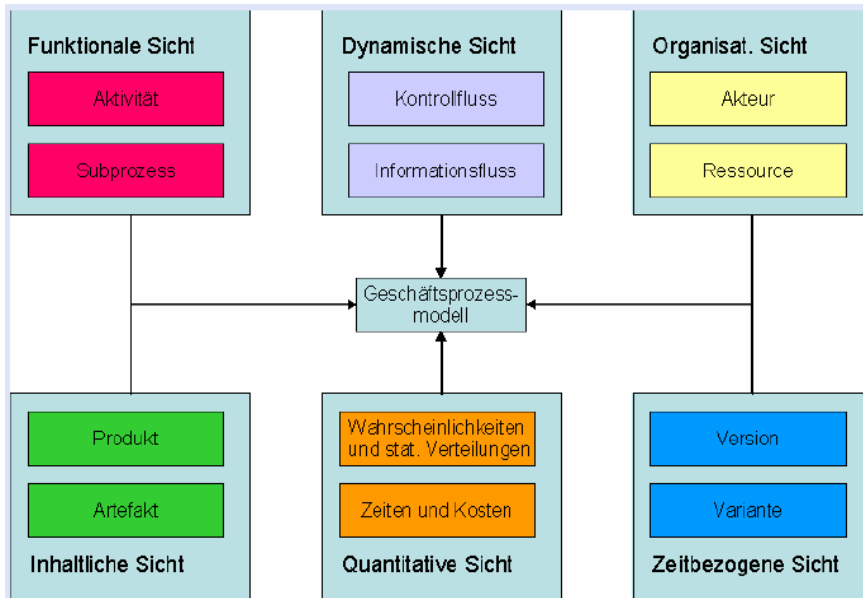 Funktionale Sicht
Aktivität
Subprozess
Dynamische Sicht
Kontrollfluss
Informationsfluss
Organisat. Sicht
Akteur
Ressource
Geschäftsprozess-
modell
Produkt
Artefakt
Inhaltliche Sicht
Wahrscheinlichkeiten
und stat. Verteilungen
Zeiten und Kosten
Quantitative Sicht
Version
Variante
Zeitbezogene Sicht